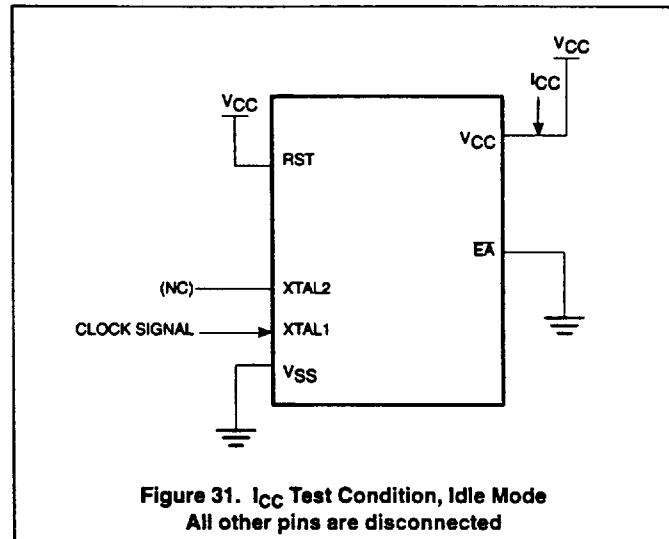 VCC
ICC
VCC
VCC
RST
EA
(NC)
XTAL2
CLOCK SIGNAL
XTAL1
VSS
Figure 31. ICC Test Condition, Idle Mode
All other pins are disconnected